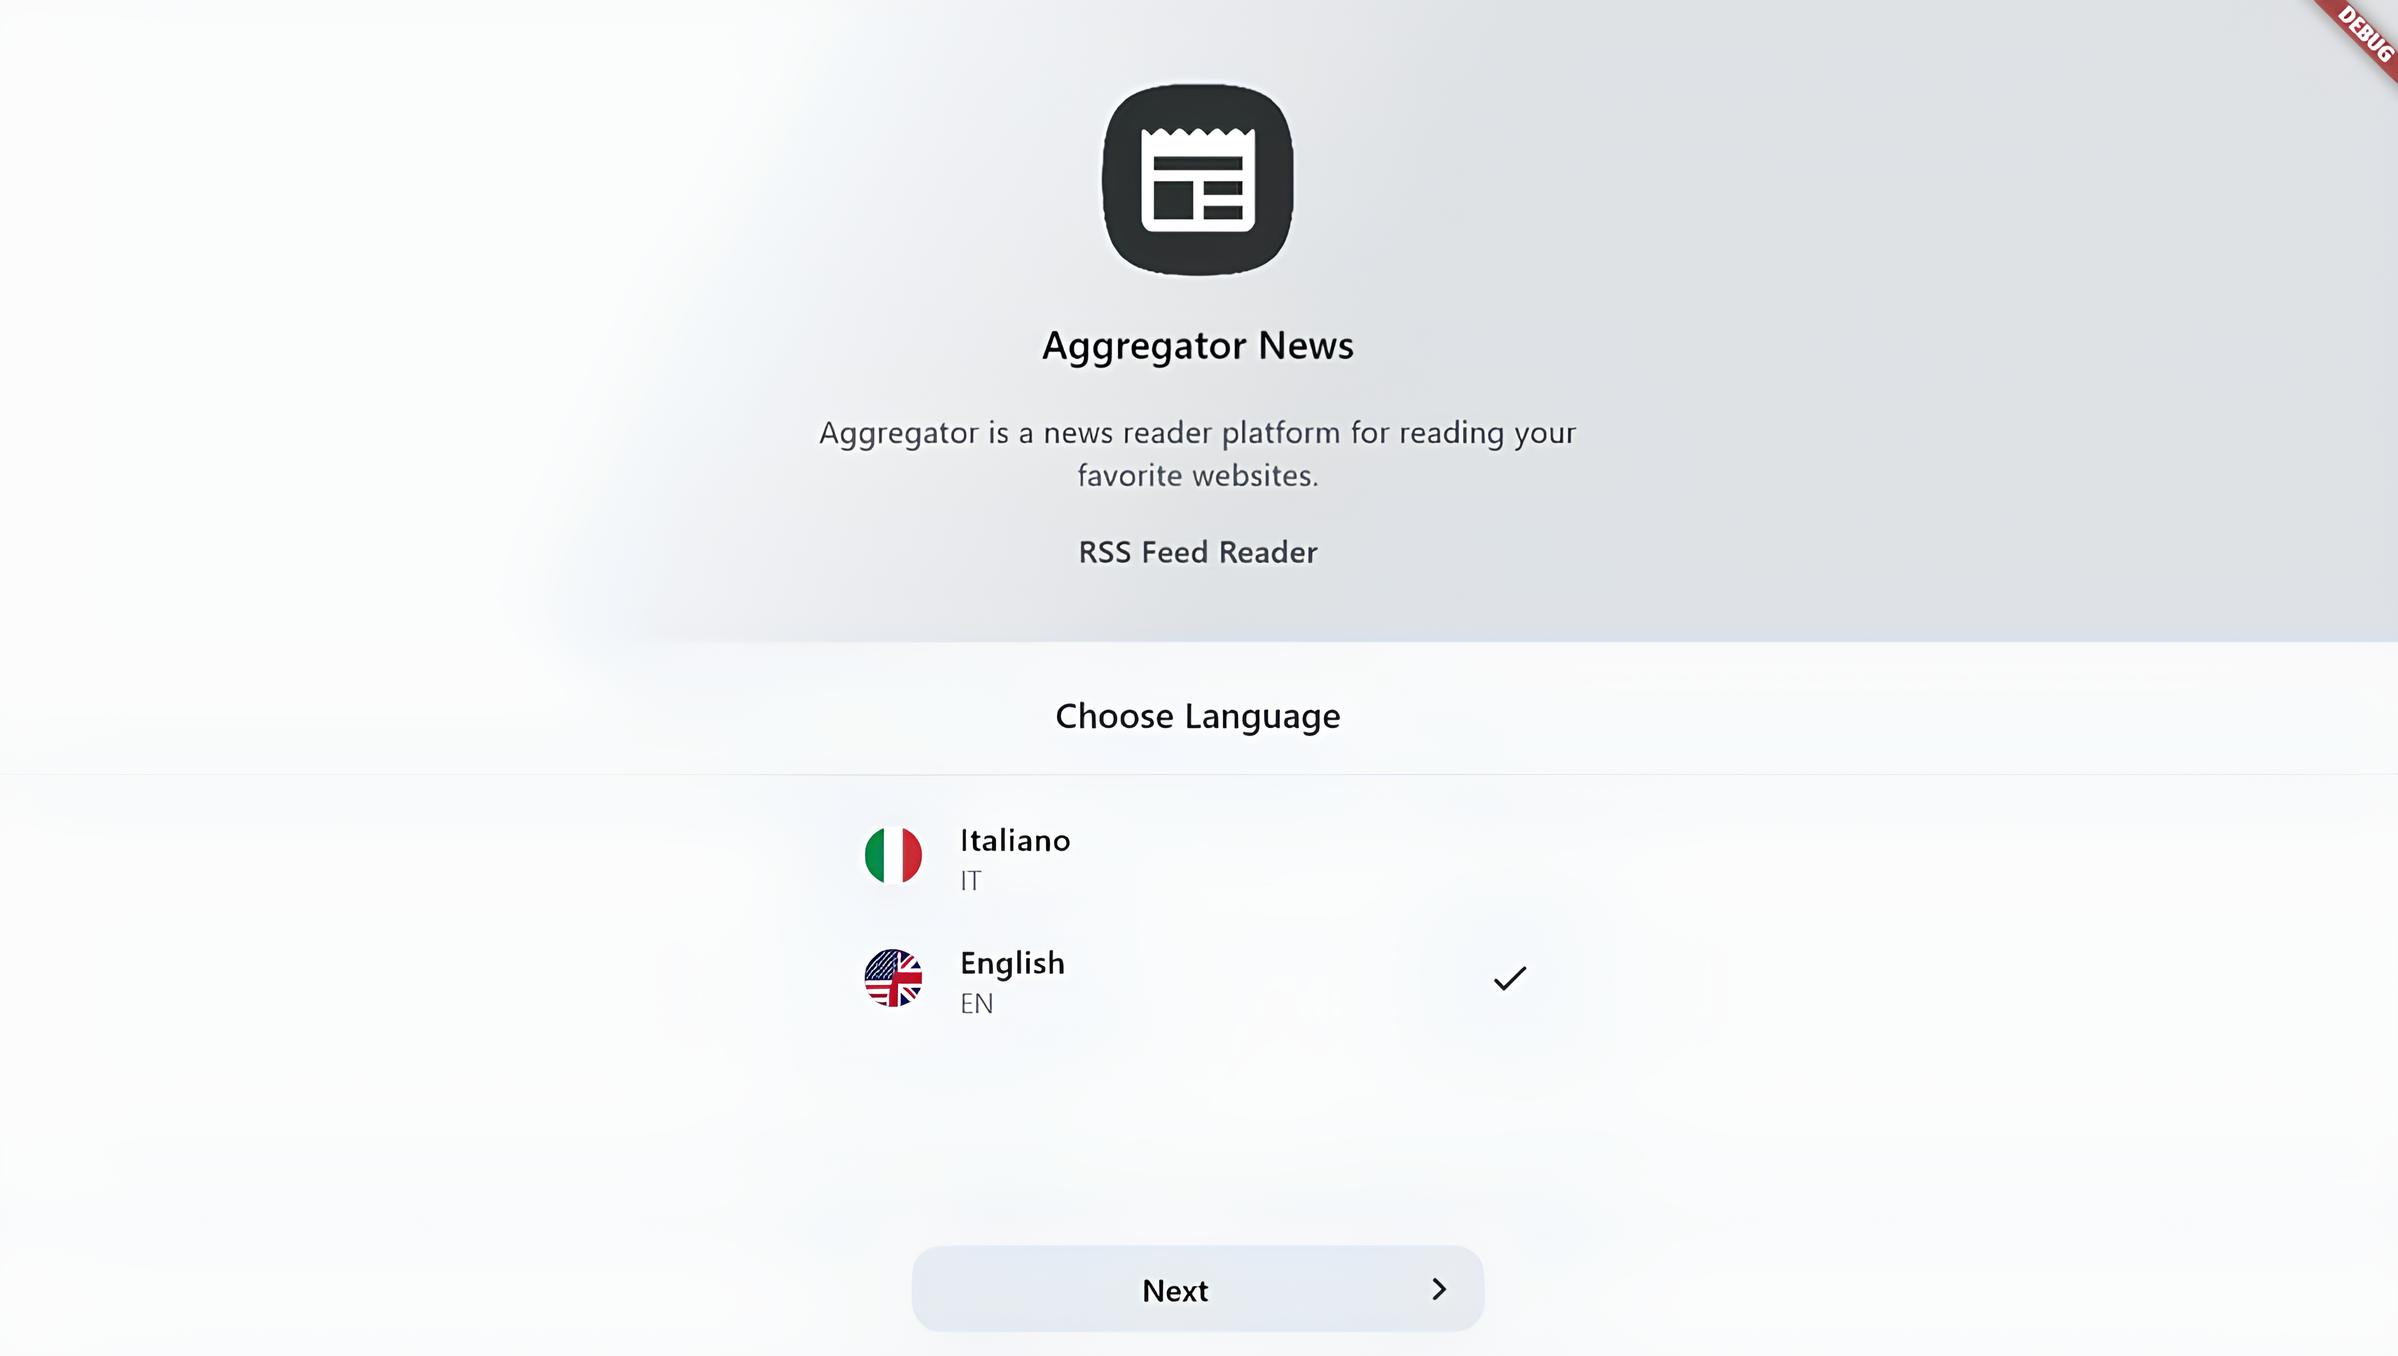 DEBUG
Aggregator News
Aggregator is a news reader platform for reading your
favorite websites.
RSS Feed Reader
Choose Language
Italiano
IT
English
EN
Next